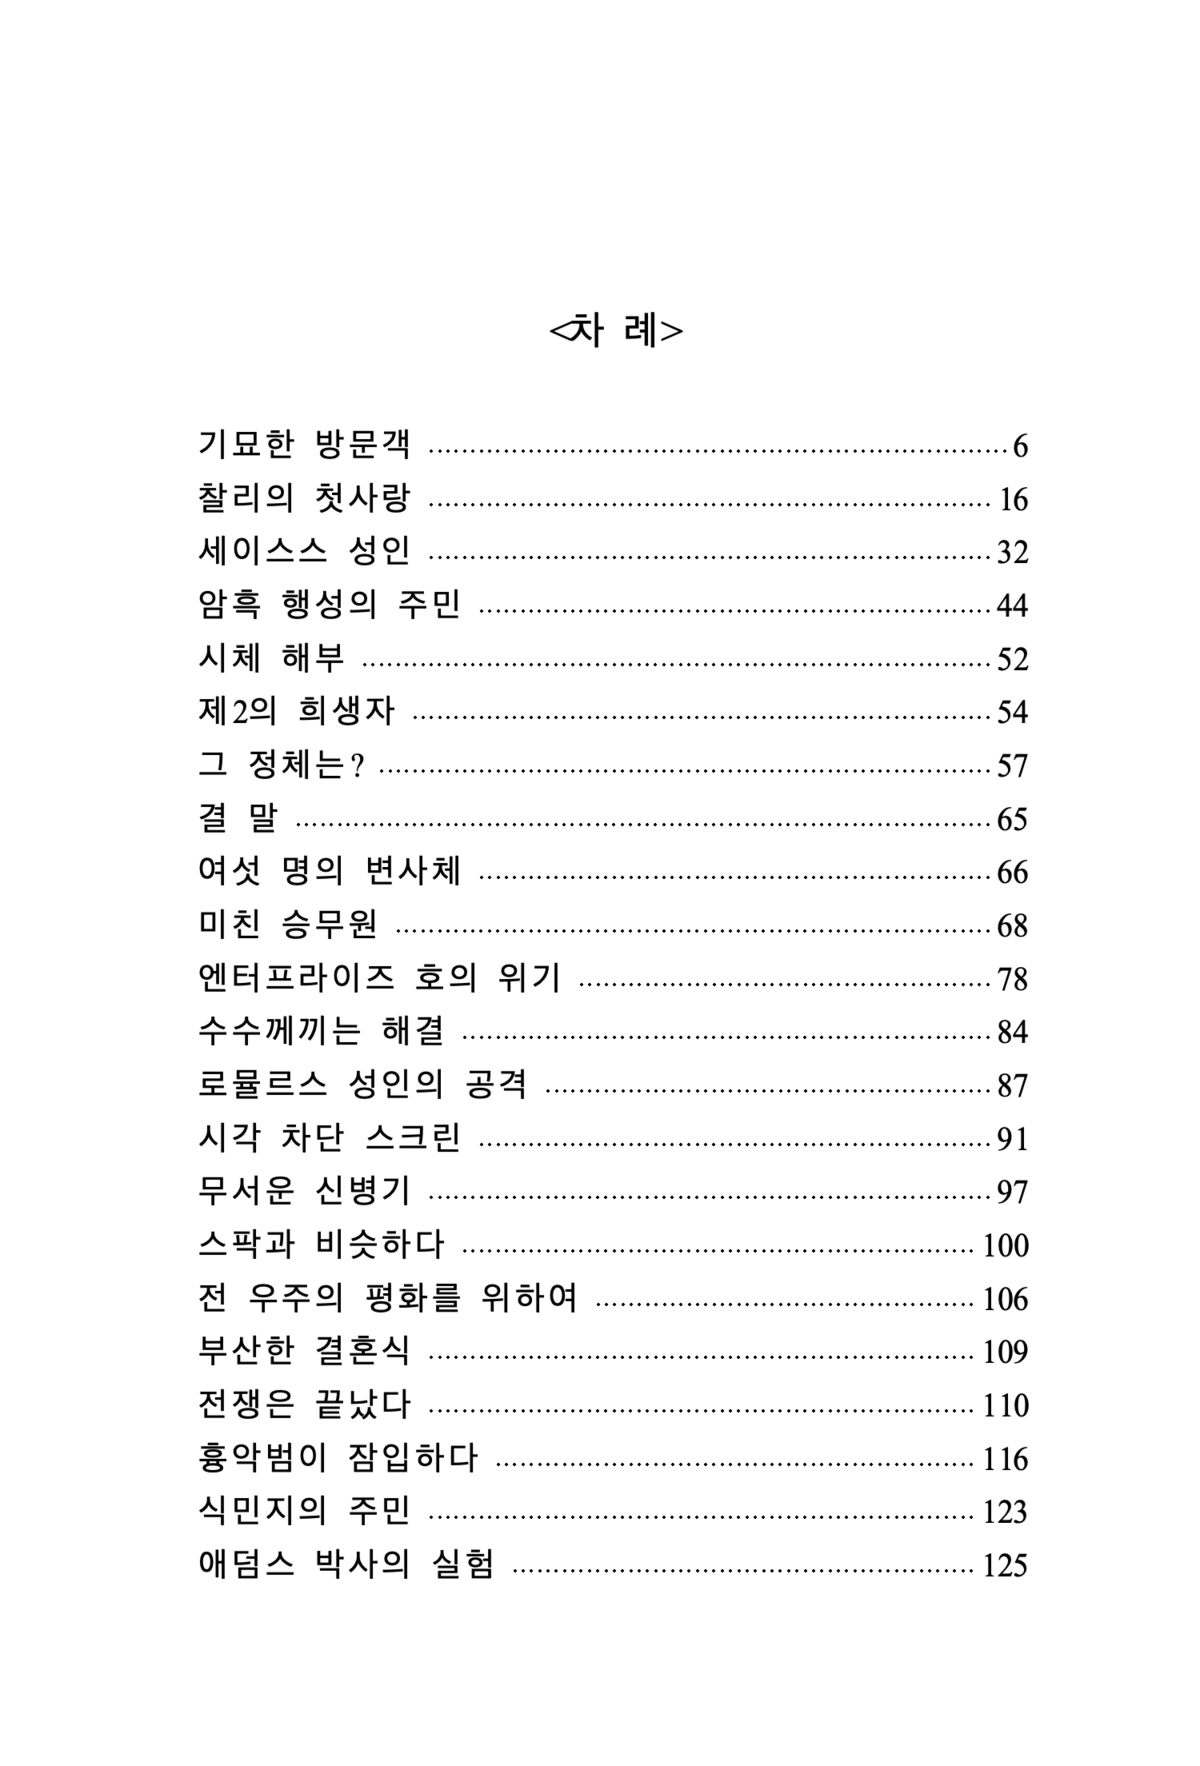 <차 례>
기묘한 방문객 ........................................................................ 6
찰리의 첫사랑 ...................................................................... 16
세이스스 성인 ...................................................................... 32
암흑 행성의 주민 ................................................................ 44
시체 해부 .............................................................................. 52
제2의 희생자 ........................................................................ 54
그 정체는? ............................................................................ 57
결 말 ...................................................................................... 65
여섯 명의 변사체 ................................................................ 66
미친 승무원 .......................................................................... 68
엔터프라이즈 호의 위기 .................................................... 78
수수께끼는 해결 .................................................................. 84
로뮬르스 성인의 공격 ........................................................ 87
시각 차단 스크린 ................................................................ 91
무서운 신병기 ...................................................................... 97
스팍과 비슷하다 ................................................................ 100
전 우주의 평화를 위하여 ................................................ 106
부산한 결혼식 .................................................................... 109
전쟁은 끝났다 .................................................................... 110
흉악범이 잠입하다 ............................................................ 116
식민지의 주민 .................................................................... 123
애덤스 박사의 실험 .......................................................... 125